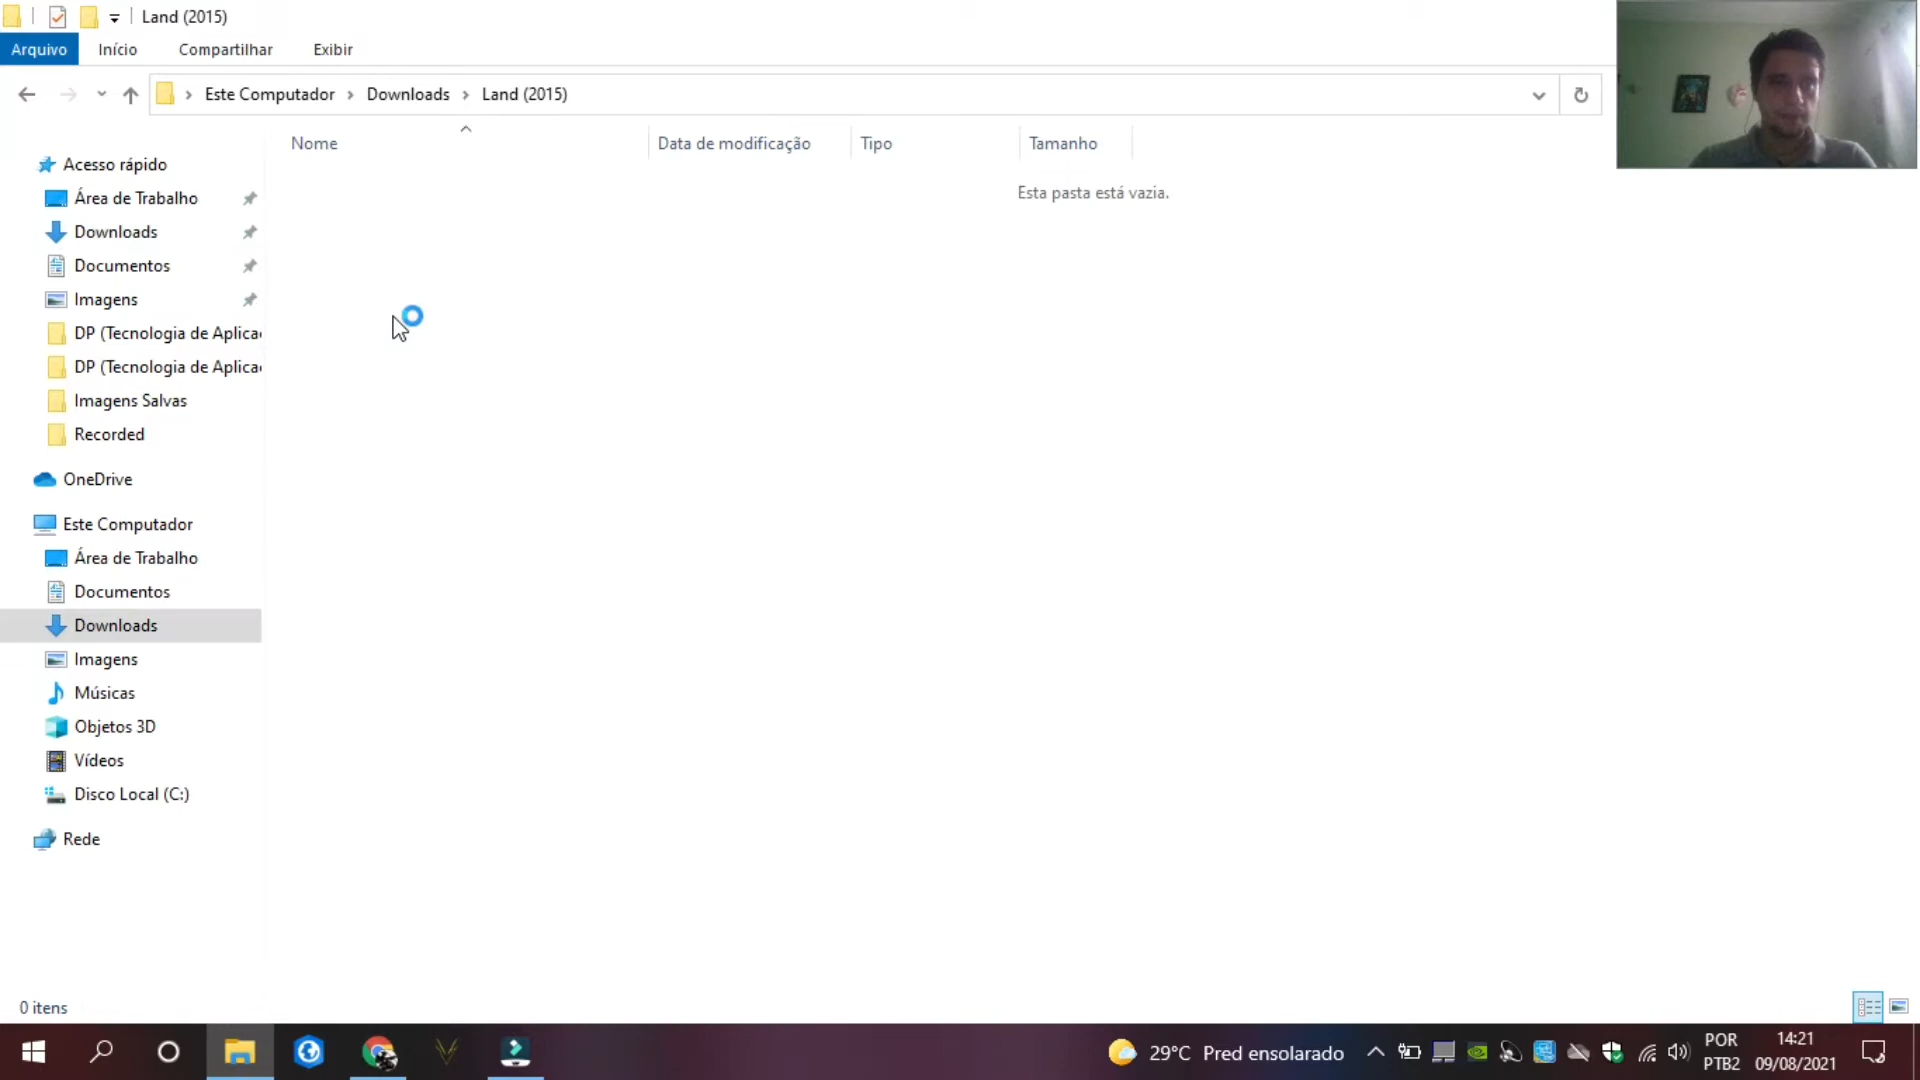 Land (2015)
Arquivo Início Compartilhar Exibir
Este Computador Downloads Land (2015)
Nome Data de modificação Tipo Tamanho
Esta pasta está vazia.
Acesso rápido
Área de Trabalho
Downloads
Documentos
Imagens
DP (Tecnologia de Aplica
DP (Tecnologia de Aplica
Imagens Salvas
Recorded
OneDrive
Este Computador
Área de Trabalho
Documentos
Downloads
Imagens
Músicas
Objetos 3D
Vídeos
Disco Local (C:)
Rede
0 itens
29°C Pred ensolarado
POR
PTB2
14:21
09/08/2021